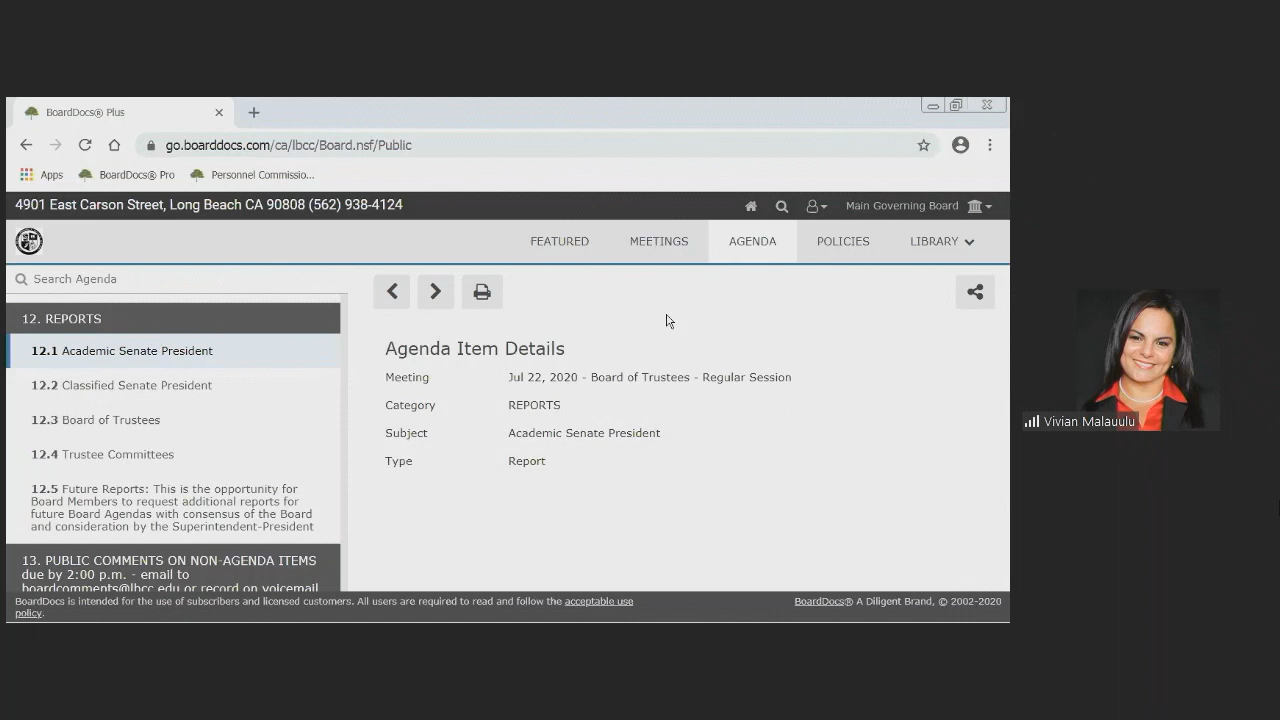 BoardDocs® Plus
go.boarddocs.com/ca/lbcc/Board.nsf/Public
Apps BoardDocs® Pro Personnel Commissio...
4901 East Carson Street, Long Beach CA 90808 (562) 938-4124
Main Governing Board
FEATURED MEETINGS AGENDA POLICIES LIBRARY
Search Agenda
12. REPORTS
12.1 Academic Senate President
12.2 Classified Senate President
12.3 Board of Trustees
12.4 Trustee Committees
12.5 Future Reports: This is the opportunity for
Board Members to request additional reports for
future Board Agendas with consensus of the Board
and consideration by the Superintendent-President
13. PUBLIC COMMENTS ON NON-AGENDA ITEMS
due by 2:00 p.m. - email to
boardcomments@lbcc.edu or record on voicemail
Agenda Item Details
Meeting Jul 22, 2020 - Board of Trustees - Regular Session
Category REPORTS
Subject Academic Senate President
Type Report
Vivian Malauulu
BoardDocs is intended for the use of subscribers and licensed customers. All users are required to read and follow the acceptable use
policy.
BoardDocs® A Diligent Brand, © 2002-2020